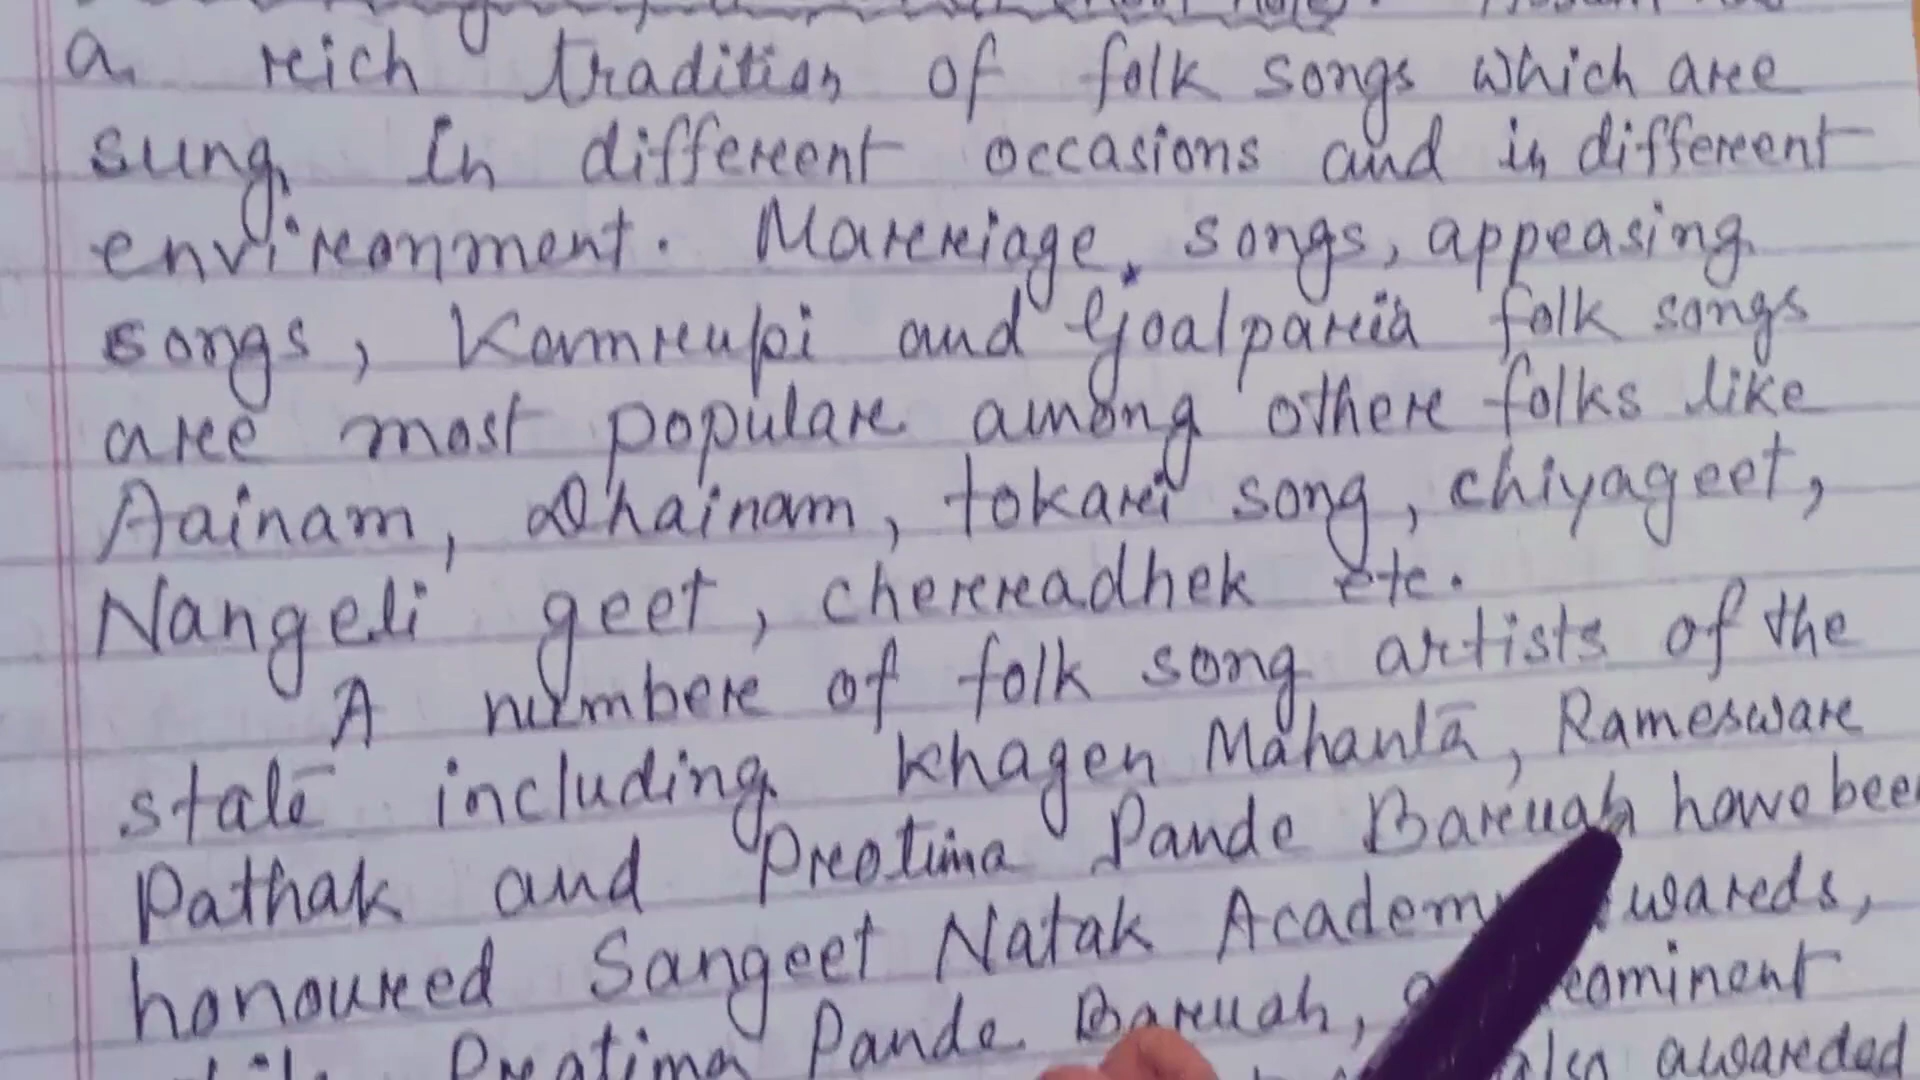 a rich tradition of folk songs which are
sung. In different occasions and in different
environment. Marriage songs, appeasing
songs, Kamrupi and Goalparia folk songs
are most popular among other folks like
Aainam, Dhainam, tokari song, chiyageet,
Nangeli geet, cherradhek etc.
A number of folk song artists of the
state including Khagen Mahanta, Rameswar
Pathak and Pratima Pande Baruah have been
honoured Sangeet Natak Academy awards,
Pratima Pande Baruah, a
also awarded